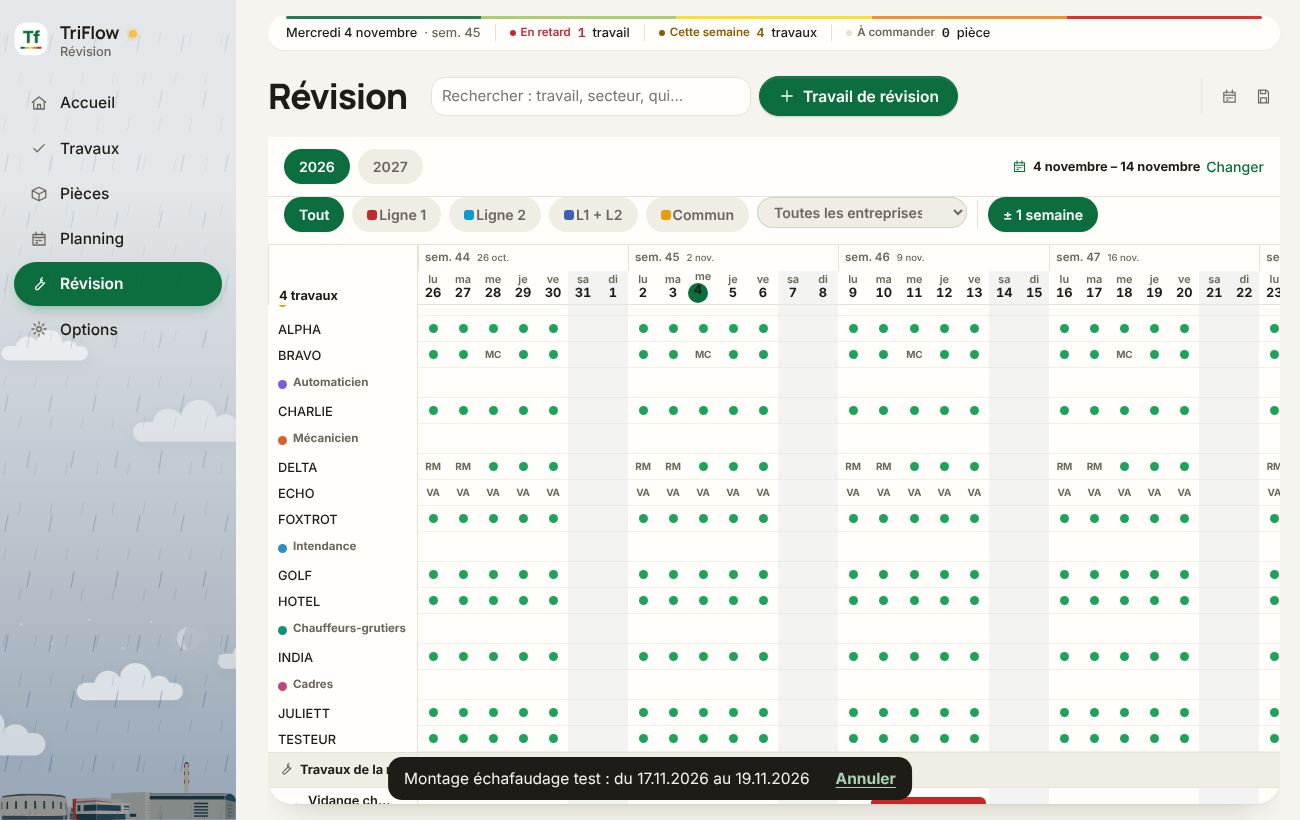 Tf
TriFlow
Révision
Accueil
Travaux
Pièces
Planning
Révision
Options
Mercredi 4 novembre · sem. 45
En retard 1 travail
Cette semaine 4 travaux
À commander 0 pièce
Révision
Rechercher : travail, secteur, qui...
+ Travail de révision
2026 2027
4 novembre – 14 novembre Changer
Tout Ligne 1 Ligne 2 L1 + L2 Commun Toutes les entreprises ± 1 semaine
sem. 44 26 oct. sem. 45 2 nov. sem. 46 9 nov. sem. 47 16 nov. se
lu ma me je ve sa di lu ma me je ve sa di lu ma me je ve sa di lu ma me je ve sa di lu
4 travaux 26 27 28 29 30 31 1 2 3 4 5 6 7 8 9 10 11 12 13 14 15 16 17 18 19 20 21 22 23
ALPHA
BRAVO MC MC MC MC
Automaticien
CHARLIE
Mécanicien
DELTA RM RM RM RM RM RM RM RM RM
ECHO VA VA VA VA VA VA VA VA VA VA VA VA VA VA VA VA VA VA VA VA VA
FOXTROT
Intendance
GOLF
HOTEL
Chauffeurs-grutiers
INDIA
Cadres
JULIETT
TESTEUR
Travaux de la
Montage échafaudage test : du 17.11.2026 au 19.11.2026 Annuler
Vidange ch...